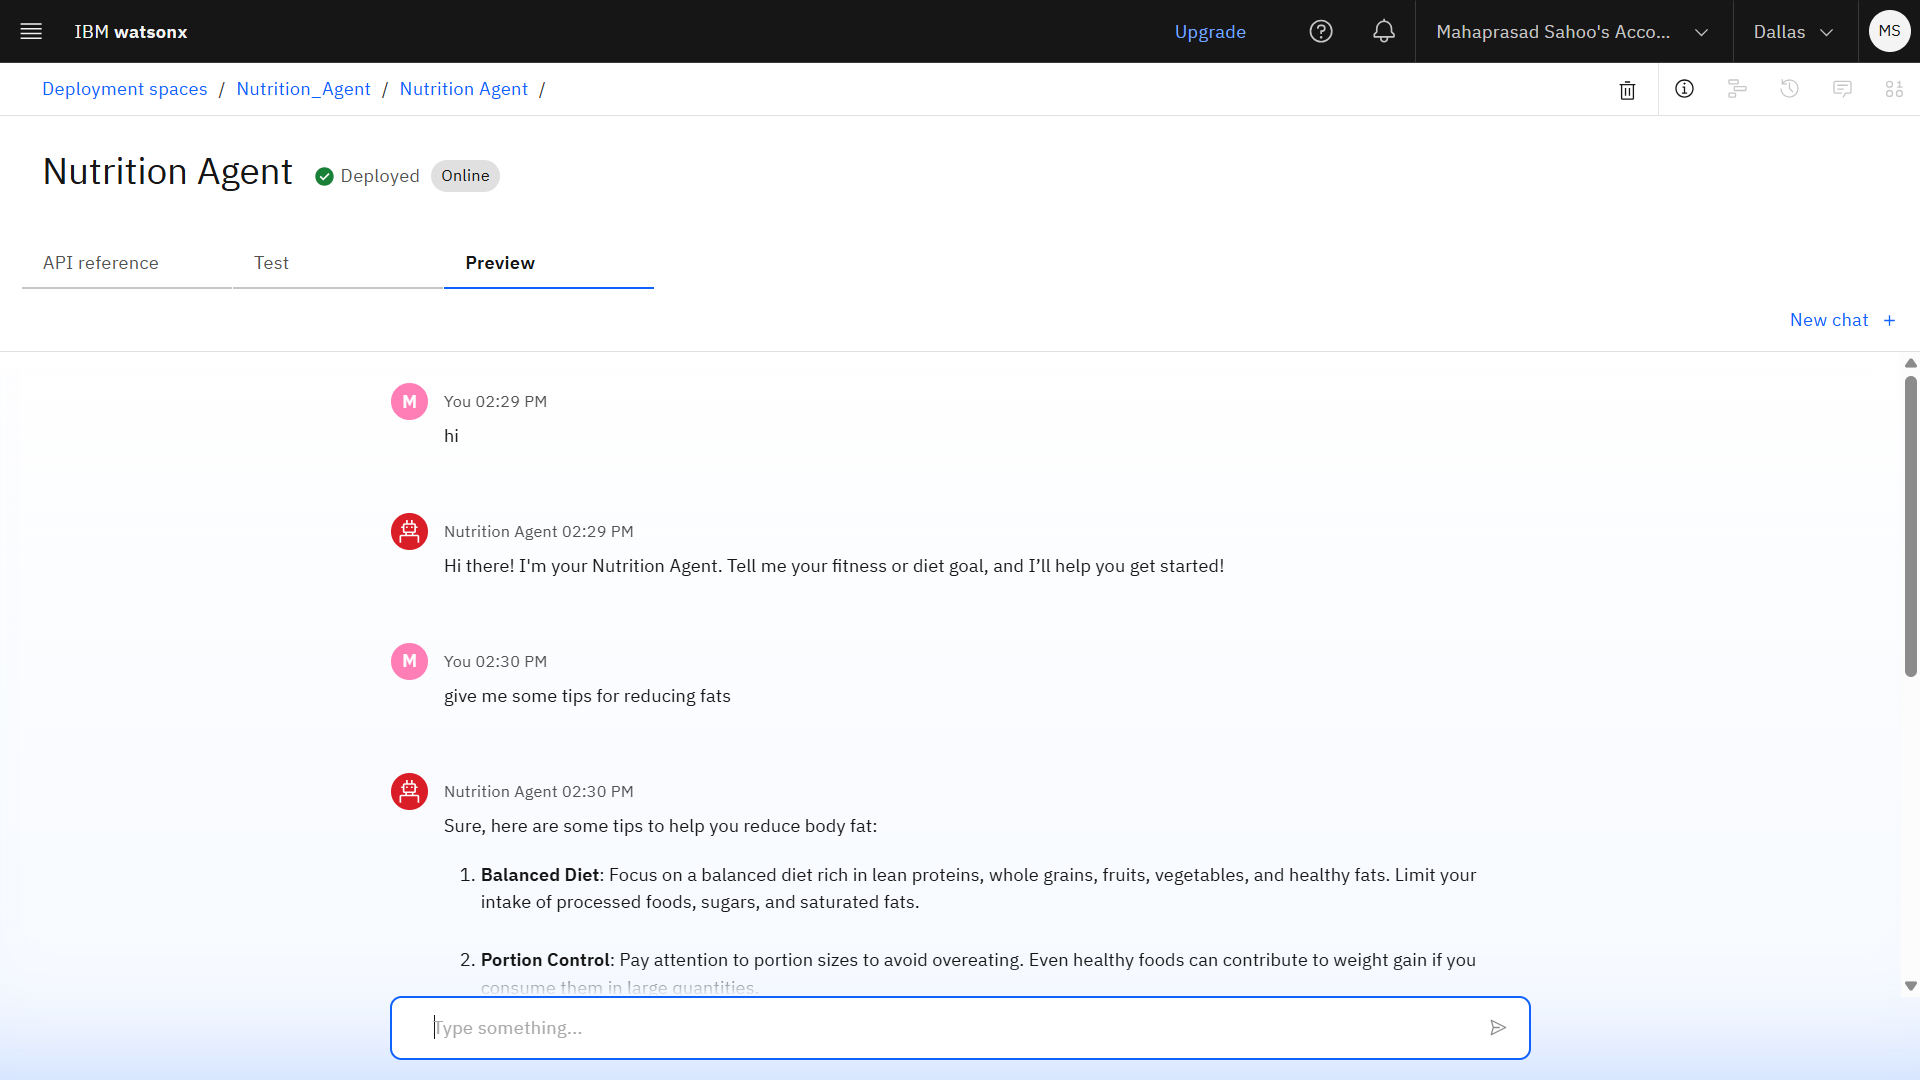 IBM watsonx
Upgrade
Mahaprasad Sahoo's Acco...
Dallas
MS
Deployment spaces / Nutrition_Agent / Nutrition Agent /
Nutrition Agent
Deployed
Online
API reference
Test
Preview
New chat +
M
You 02:29 PM
hi
Nutrition Agent 02:29 PM
Hi there! I'm your Nutrition Agent. Tell me your fitness or diet goal, and I’ll help you get started!
M
You 02:30 PM
give me some tips for reducing fats
Nutrition Agent 02:30 PM
Sure, here are some tips to help you reduce body fat:
1. Balanced Diet: Focus on a balanced diet rich in lean proteins, whole grains, fruits, vegetables, and healthy fats. Limit your
intake of processed foods, sugars, and saturated fats.
2. Portion Control: Pay attention to portion sizes to avoid overeating. Even healthy foods can contribute to weight gain if you
consume them in large quantities.
Type something...